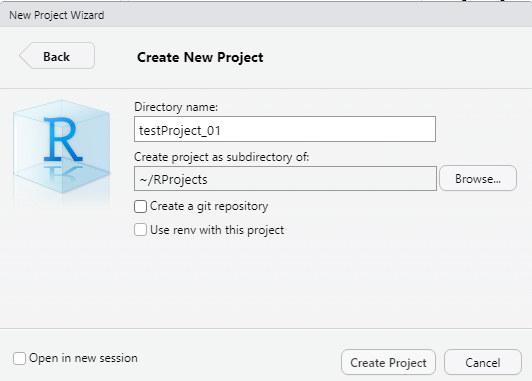 New Project Wizard
Back
Create New Project
R
Directory name:
testProject_01
Create project as subdirectory of:
~/RProjects
Browse...
Create a git repository
Use renv with this project
Open in new session
Create Project
Cancel